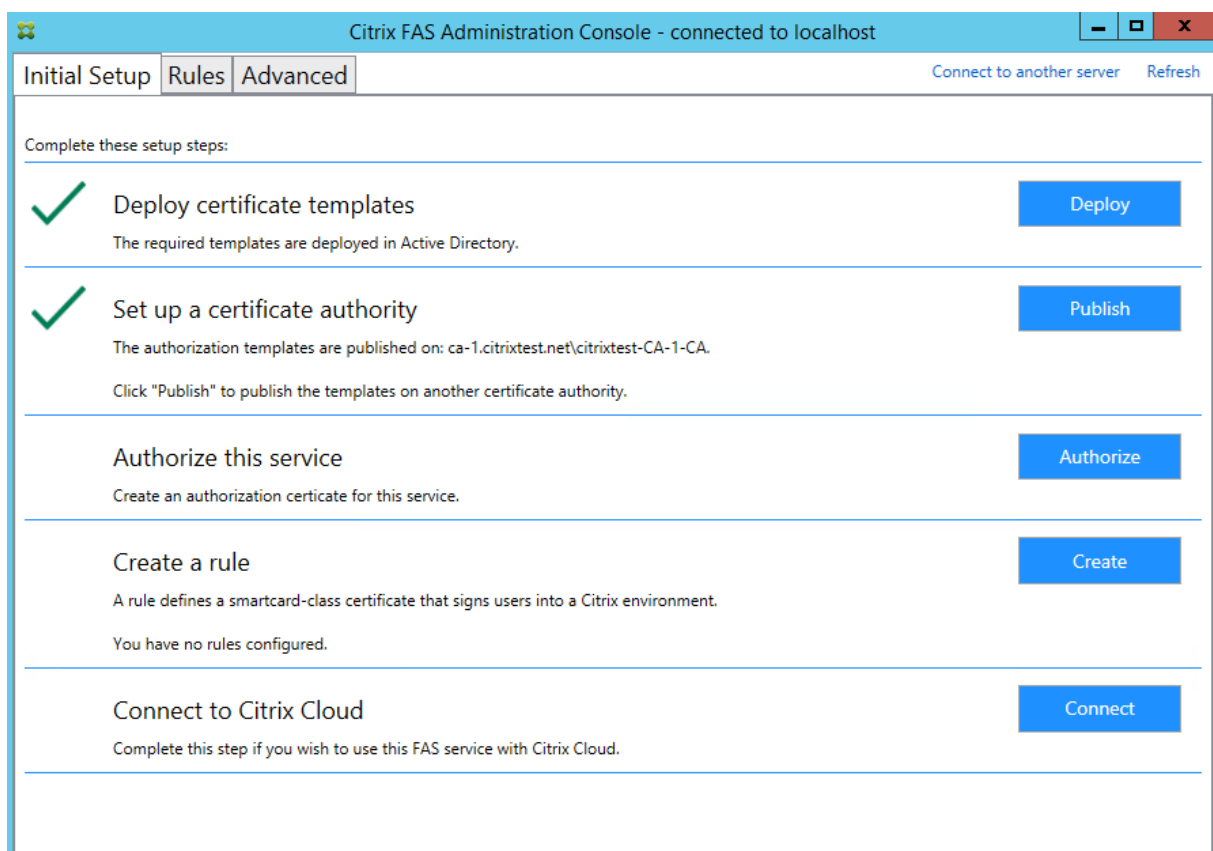 Citrix FAS Administration Console - connected to localhost
Initial Setup Rules Advanced Connect to another server Refresh
Complete these setup steps:
Deploy certificate templates Deploy
The required templates are deployed in Active Directory.
Set up a certificate authority Publish
The authorization templates are published on: ca-1.citrixtest.net\citrixtest-CA-1-CA.
Click "Publish" to publish the templates on another certificate authority.
Authorize this service Authorize
Create an authorization certicate for this service.
Create a rule Create
A rule defines a smartcard-class certificate that signs users into a Citrix environment.
You have no rules configured.
Connect to Citrix Cloud Connect
Complete this step if you wish to use this FAS service with Citrix Cloud.